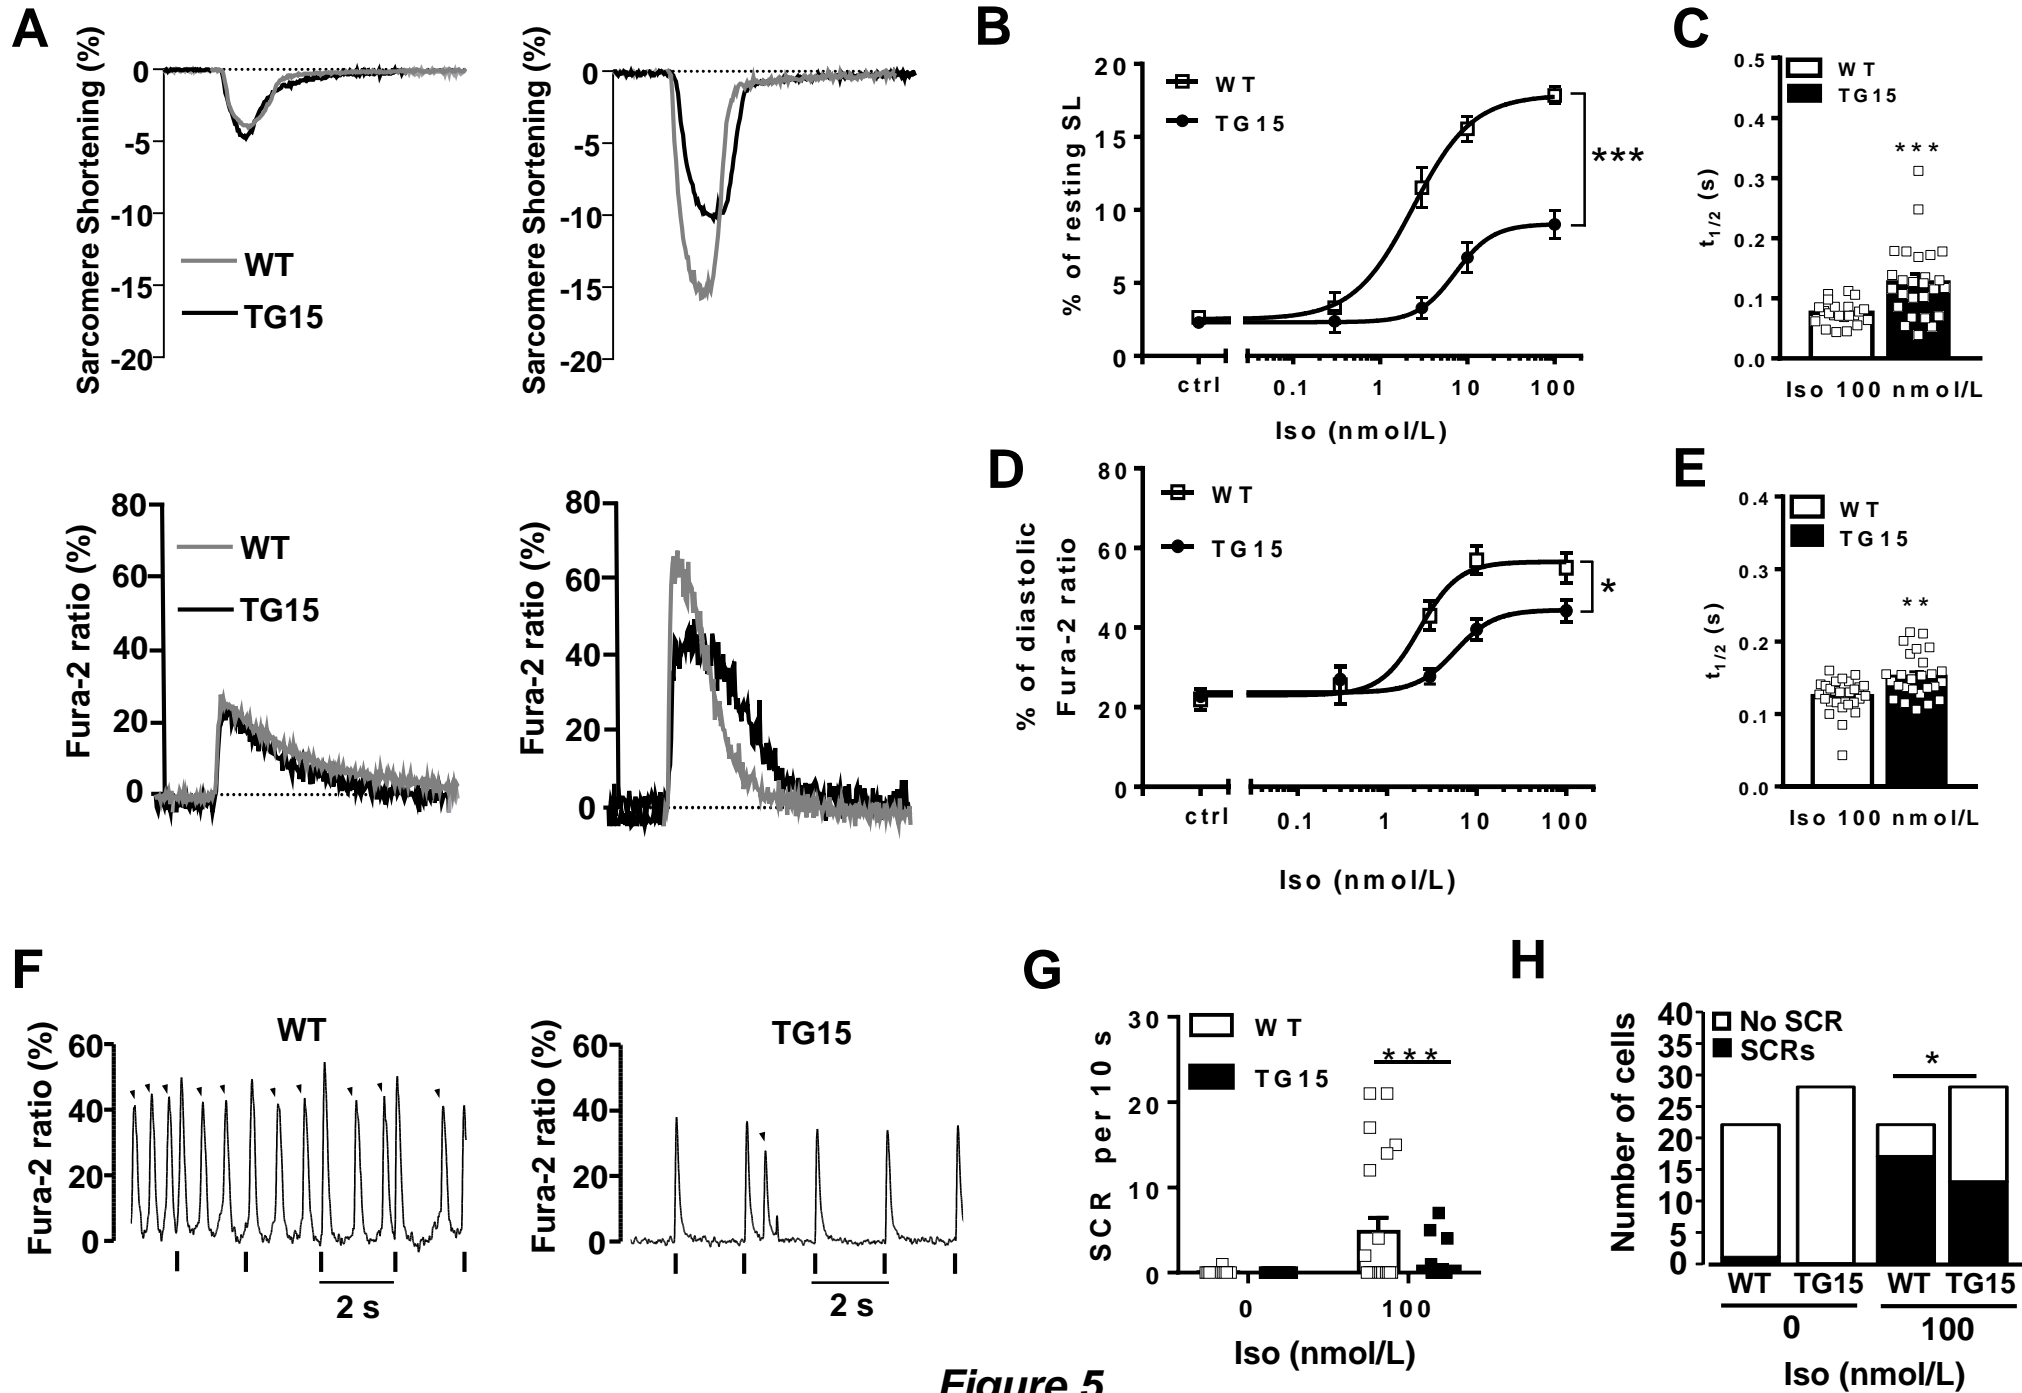 A
Sarcomere Shortening (%)
0
-5
-10
-15
-20
WT
TG15
Sarcomere Shortening (%)
0
-5
-10
-15
-20
Fura-2 ratio (%)
80
60
40
20
0
WT
TG15
Fura-2 ratio (%)
80
60
40
20
0
B
% of resting SL
20
15
10
5
0
WT
TG15
***
ctrl 0.1 1 10 100
Iso (nmol/L)
C
t1/2 (s)
0.5
0.4
0.3
0.2
0.1
0.0
WT
TG15
***
Iso 100 nmol/L
D
% of diastolic
Fura-2 ratio
80
60
40
20
0
WT
TG15
*
ctrl 0.1 1 10 100
Iso (nmol/L)
E
t1/2 (s)
0.4
0.3
0.2
0.1
0.0
WT
TG15
**
Iso 100 nmol/L
F
WT
Fura-2 ratio (%)
60
40
20
0
2 s
TG15
Fura-2 ratio (%)
60
40
20
0
2 s
G
SCR per 10 s
30
20
10
0
WT
TG15
***
0 100
Iso (nmol/L)
H
Number of cells
40
35
30
25
20
15
10
5
0
No SCR
SCRs
*
WT TG15 WT TG15
0 100
Iso (nmol/L)
Figure 5